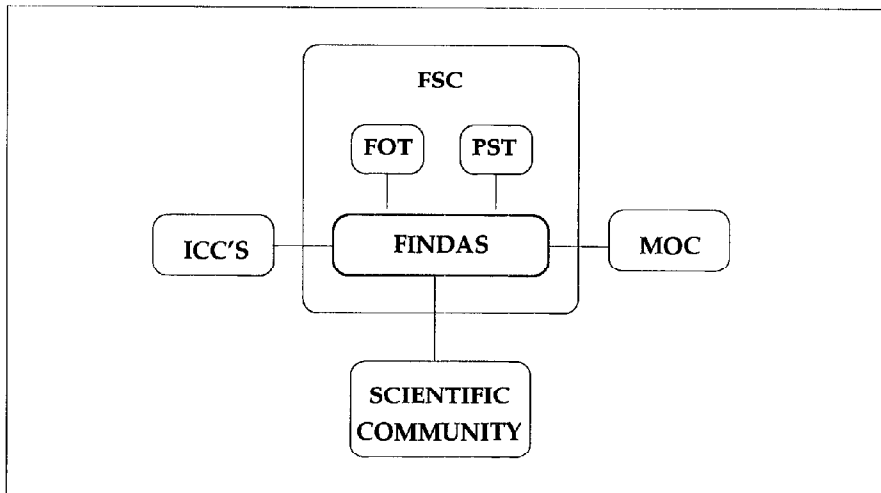 FSC
FOT
PST
ICC'S
FINDAS
MOC
SCIENTIFIC
COMMUNITY